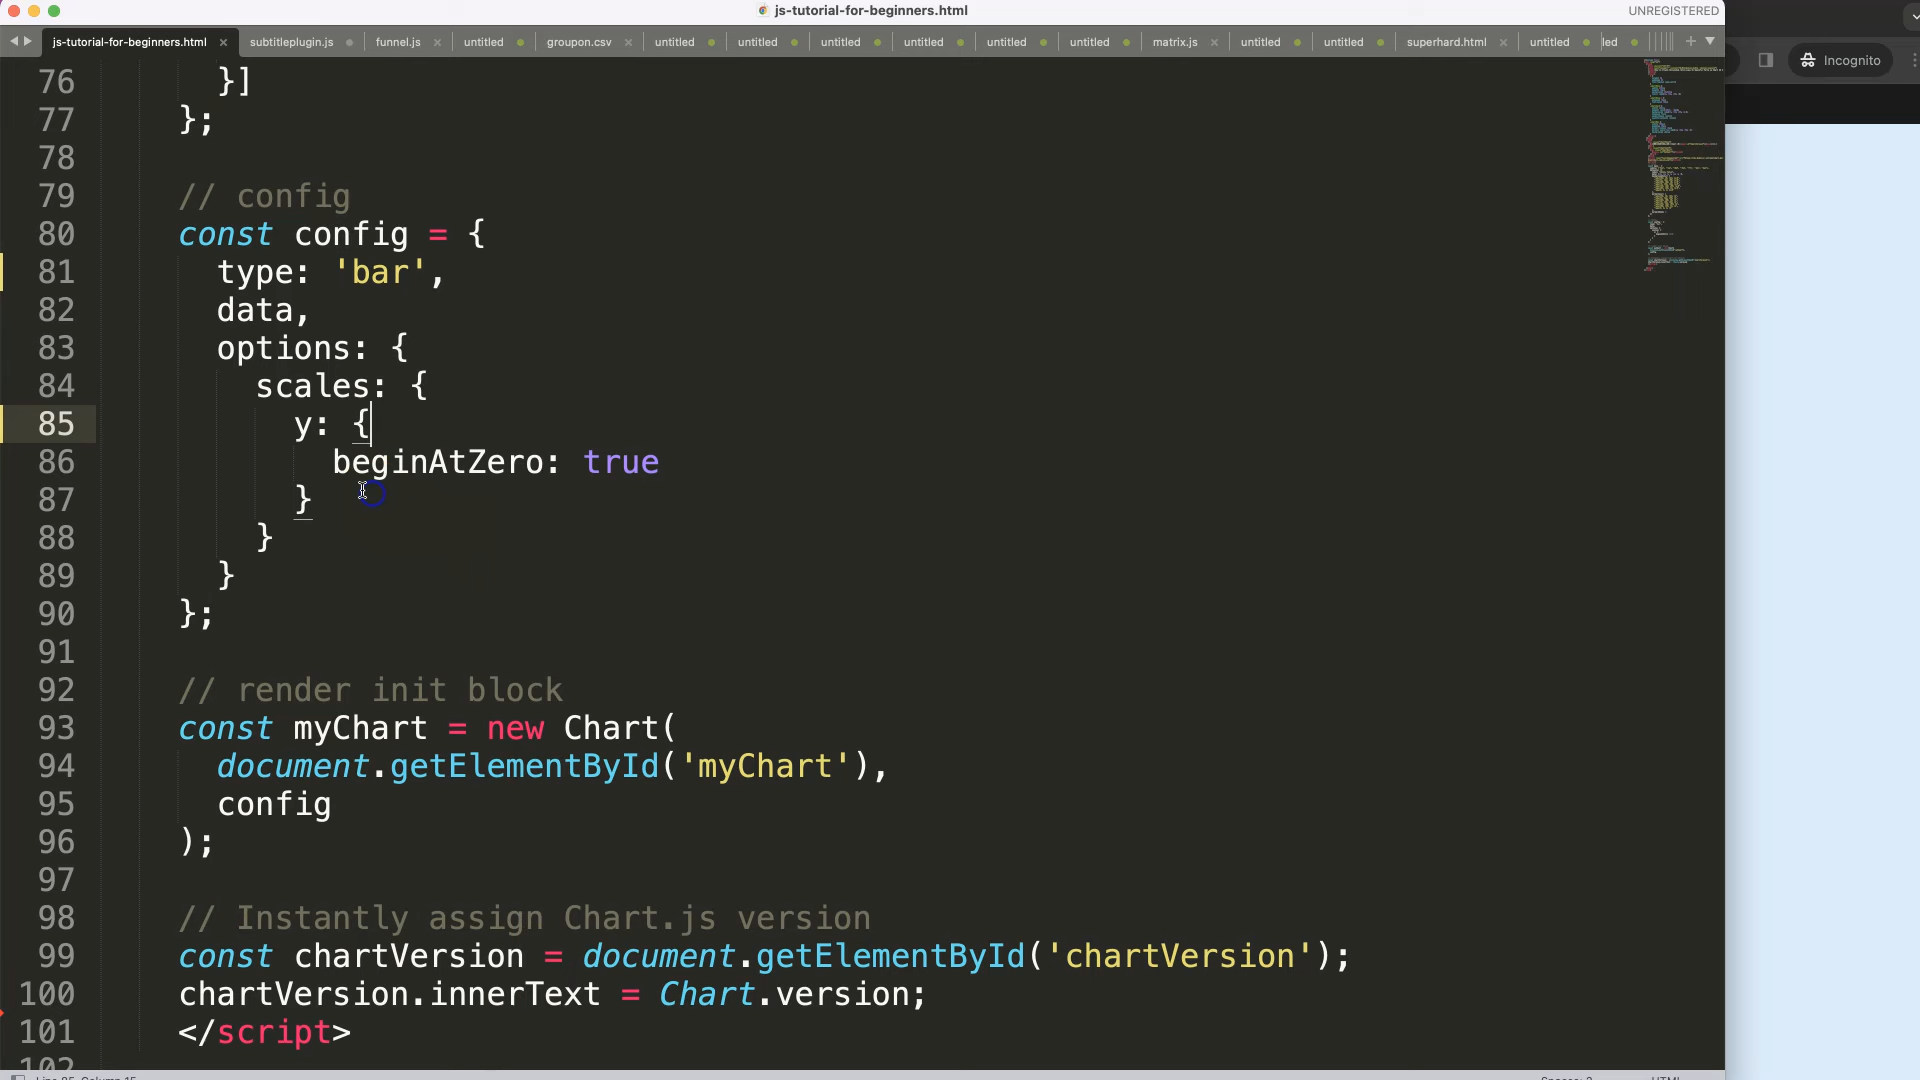 js-tutorial-for-beginners.html
UNREGISTERED
js-tutorial-for-beginners.html × subtitleplugin.js funnel.js × untitled groupon.csv × untitled untitled untitled untitled untitled untitled matrix.js × untitled untitled superhard.html × untitled led + Incognito
76 }]
77 };
78
79 // config
80 const config = {
81 type: 'bar',
82 data,
83 options: {
84 scales: {
85 y: {
86 beginAtZero: true
87 }
88 }
89 }
90 };
91
92 // render init block
93 const myChart = new Chart(
94 document.getElementById('myChart'),
95 config
96 );
97
98 // Instantly assign Chart.js version
99 const chartVersion = document.getElementById('chartVersion');
100 chartVersion.innerText = Chart.version;
101 </script>
102